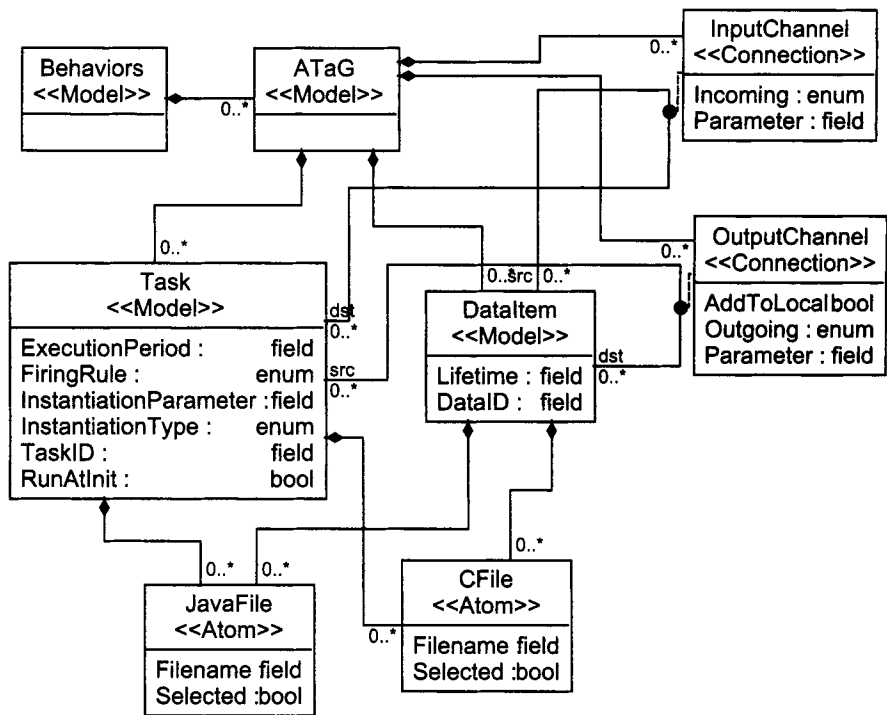 InputChannel
<<Connection>>
Incoming : enum
Parameter : field
0..*
Behaviors
<<Model>>
0..*
ATaG
<<Model>>
OutputChannel
<<Connection>>
AddToLocal bool
Outgoing : enum
Parameter : field
0..*
0..*
Task
<<Model>>
ExecutionPeriod : field
FiringRule : enum
InstantiationParameter : field
InstantiationType : enum
TaskID : field
RunAtInit : bool
dst
0..*
src
0..*
0..*
src
0..*
DataItem
<<Model>>
Lifetime : field
DataID : field
dst
0..*
0..*
0..*
JavaFile
<<Atom>>
Filename field
Selected :bool
0..*
0..*
CFile
<<Atom>>
Filename field
Selected :bool